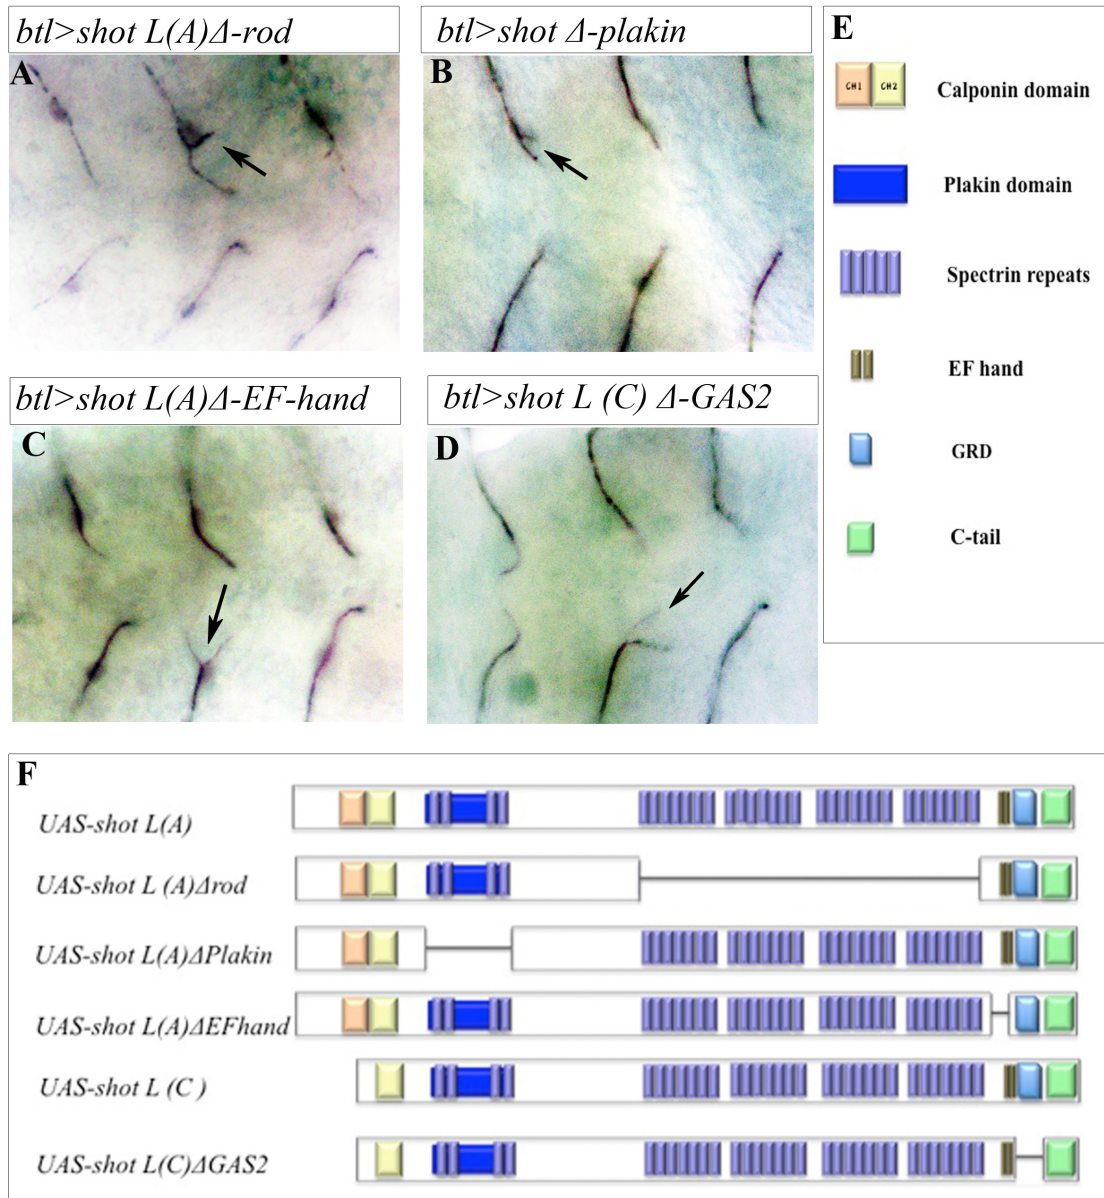 btl>shot L(A)Δ-rod
btl>shot Δ-plakin
A
B
btl>shot L(A)Δ-EF-hand
btl>shot L (C) Δ-GAS2
C
D
E
CH1 CH2 Calponin domain
Plakin domain
Spectrin repeats
EF hand
GRD
C-tail
F
UAS-shot L(A)
UAS-shot L (A)Δrod
UAS-shot L(A)ΔPlakin
UAS-shot L(A)ΔEFhand
UAS-shot L (C )
UAS-shot L(C)ΔGAS2